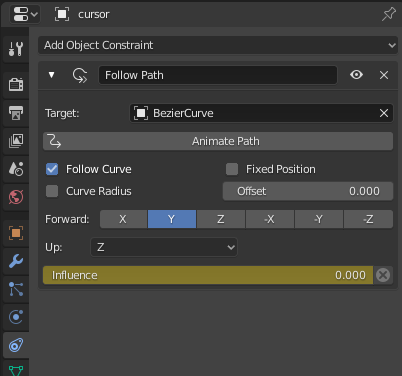 cursor
Add Object Constraint
Follow Path
Target: BezierCurve
Animate Path
Follow Curve Fixed Position
Curve Radius Offset 0.000
Forward: X Y Z -X -Y -Z
Up: Z
Influence 0.000